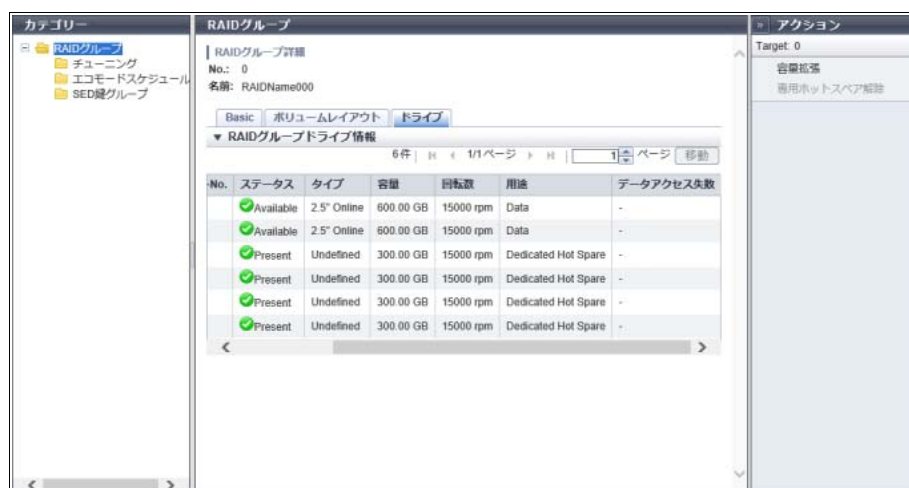 カテゴリー
RAIDグループ
チューニング
エコモードスケジュール
SED鍵グループ
RAIDグループ
RAIDグループ詳細
No.: 0
名前: RAIDName000
Basic ボリュームレイアウト ドライブ
▼ RAIDグループドライブ情報
6件 1/1ページ 1 ページ 移動
-No. ステータス タイプ 容量 回転数 用途 データアクセス失数
Available 2.5" Online 600.00 GB 15000 rpm Data -
Available 2.5" Online 600.00 GB 15000 rpm Data -
Present Undefined 300.00 GB 15000 rpm Dedicated Hot Spare -
Present Undefined 300.00 GB 15000 rpm Dedicated Hot Spare -
Present Undefined 300.00 GB 15000 rpm Dedicated Hot Spare -
Present Undefined 300.00 GB 15000 rpm Dedicated Hot Spare -
» アクション
Target: 0
容量拡張
専用ホットスペア解除